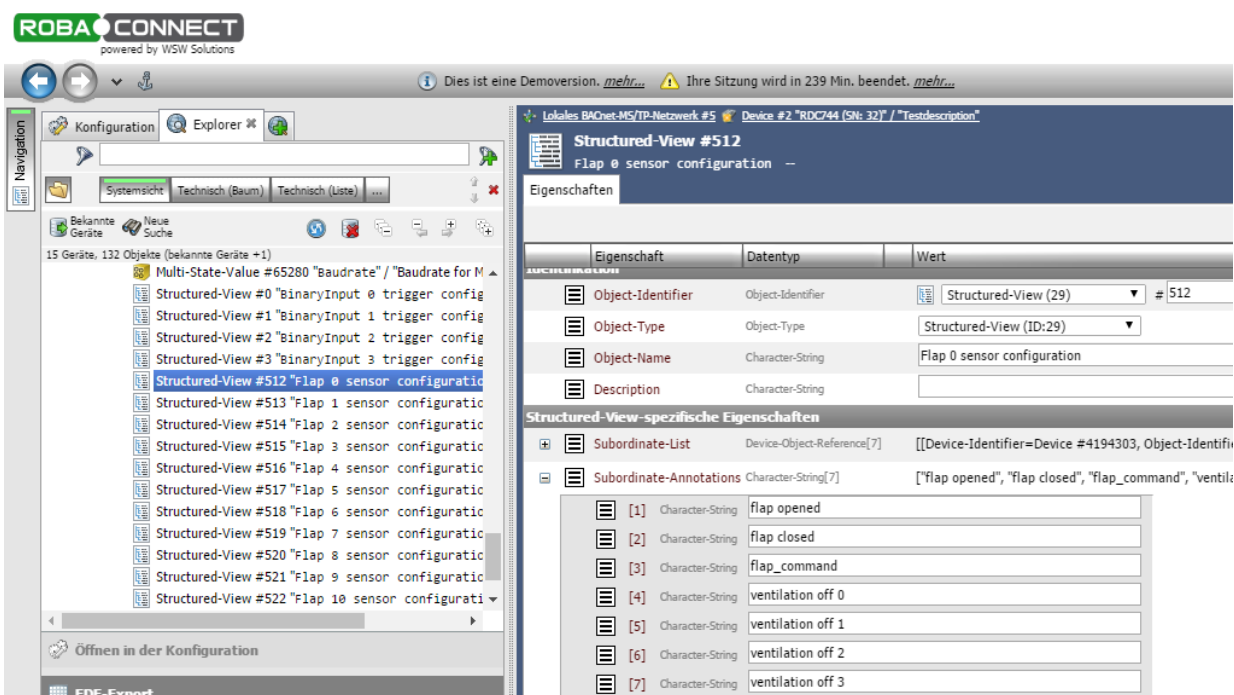 ROBA CONNECT
powered by WSW Solutions
Dies ist eine Demoversion. mehr... Ihre Sitzung wird in 239 Min. beendet. mehr...
Navigation
Konfiguration Explorer
Systemsicht Technisch (Baum) Technisch (Liste) ...
Bekannte Geräte Neue Suche
15 Geräte, 132 Objekte (bekannte Geräte +1)
Multi-State-Value #65280 "Baudrate" / "Baudrate for M
Structured-View #0 "BinaryInput 0 trigger config
Structured-View #1 "BinaryInput 1 trigger config
Structured-View #2 "BinaryInput 2 trigger config
Structured-View #3 "BinaryInput 3 trigger config
Structured-View #512 "Flap 0 sensor configuratic
Structured-View #513 "Flap 1 sensor configuratic
Structured-View #514 "Flap 2 sensor configuratic
Structured-View #515 "Flap 3 sensor configuratic
Structured-View #516 "Flap 4 sensor configuratic
Structured-View #517 "Flap 5 sensor configuratic
Structured-View #518 "Flap 6 sensor configuratic
Structured-View #519 "Flap 7 sensor configuratic
Structured-View #520 "Flap 8 sensor configuratic
Structured-View #521 "Flap 9 sensor configuratic
Structured-View #522 "Flap 10 sensor configurati
Öffnen in der Konfiguration
EDE-Export
Lokales BACnet-MS/TP-Netzwerk #5 Device #2 "RDC744 (SN: 32)" / "Testdescription"
Structured-View #512
Flap 0 sensor configuration –
Eigenschaften
Eigenschaft Datentyp Wert
Identifikation
Object-Identifier Object-Identifier Structured-View (29) # 512
Object-Type Object-Type Structured-View (ID:29)
Object-Name Character-String Flap 0 sensor configuration
Description Character-String
Structured-View-spezifische Eigenschaften
Subordinate-List Device-Object-Reference[7] [[Device-Identifier=Device #4194303, Object-Identifie
Subordinate-Annotations Character-String[7] ["flap opened", "flap closed", "flap_command", "ventila
[1] Character-String flap opened
[2] Character-String flap closed
[3] Character-String flap_command
[4] Character-String ventilation off 0
[5] Character-String ventilation off 1
[6] Character-String ventilation off 2
[7] Character-String ventilation off 3